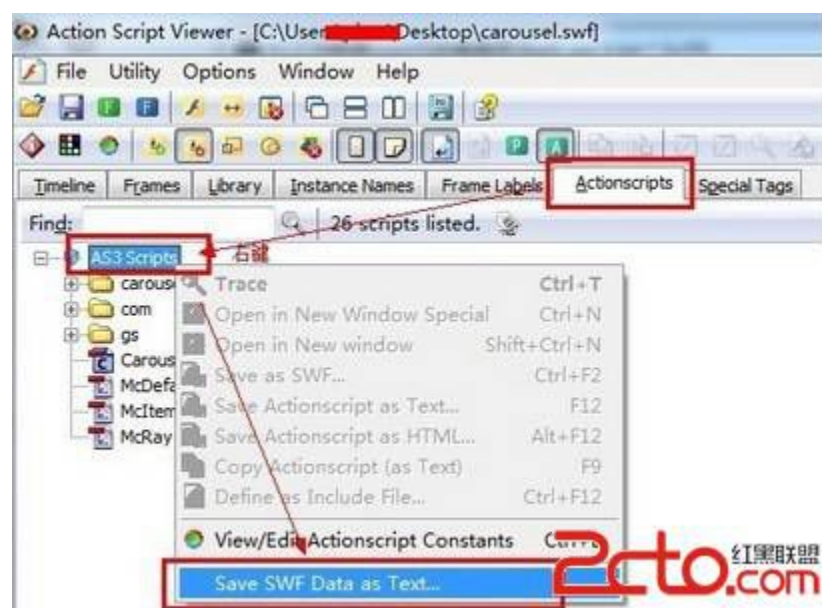 Action Script Viewer - [C:\User Desktop\carousel.swf]
File Utility Options Window Help
Timeline Frames Library Instance Names Frame Labels Actionscripts Special Tags
Find: 26 scripts listed.
AS3 Scripts 右键
carous
com
gs
Carous
McDefa
McItem
McRay
Trace Ctrl+T
Open in New Window Special Ctrl+N
Open in New window Shift+Ctrl+N
Save as SWF... Ctrl+F2
Save Actionscript as Text... F12
Save Actionscript as HTML... Alt+F12
Copy Actionscript (as Text) F9
Define as Include File... Ctrl+F12
View/Edit Actionscript Constants
Save SWF Data as Text...
2cto.com 红黑联盟